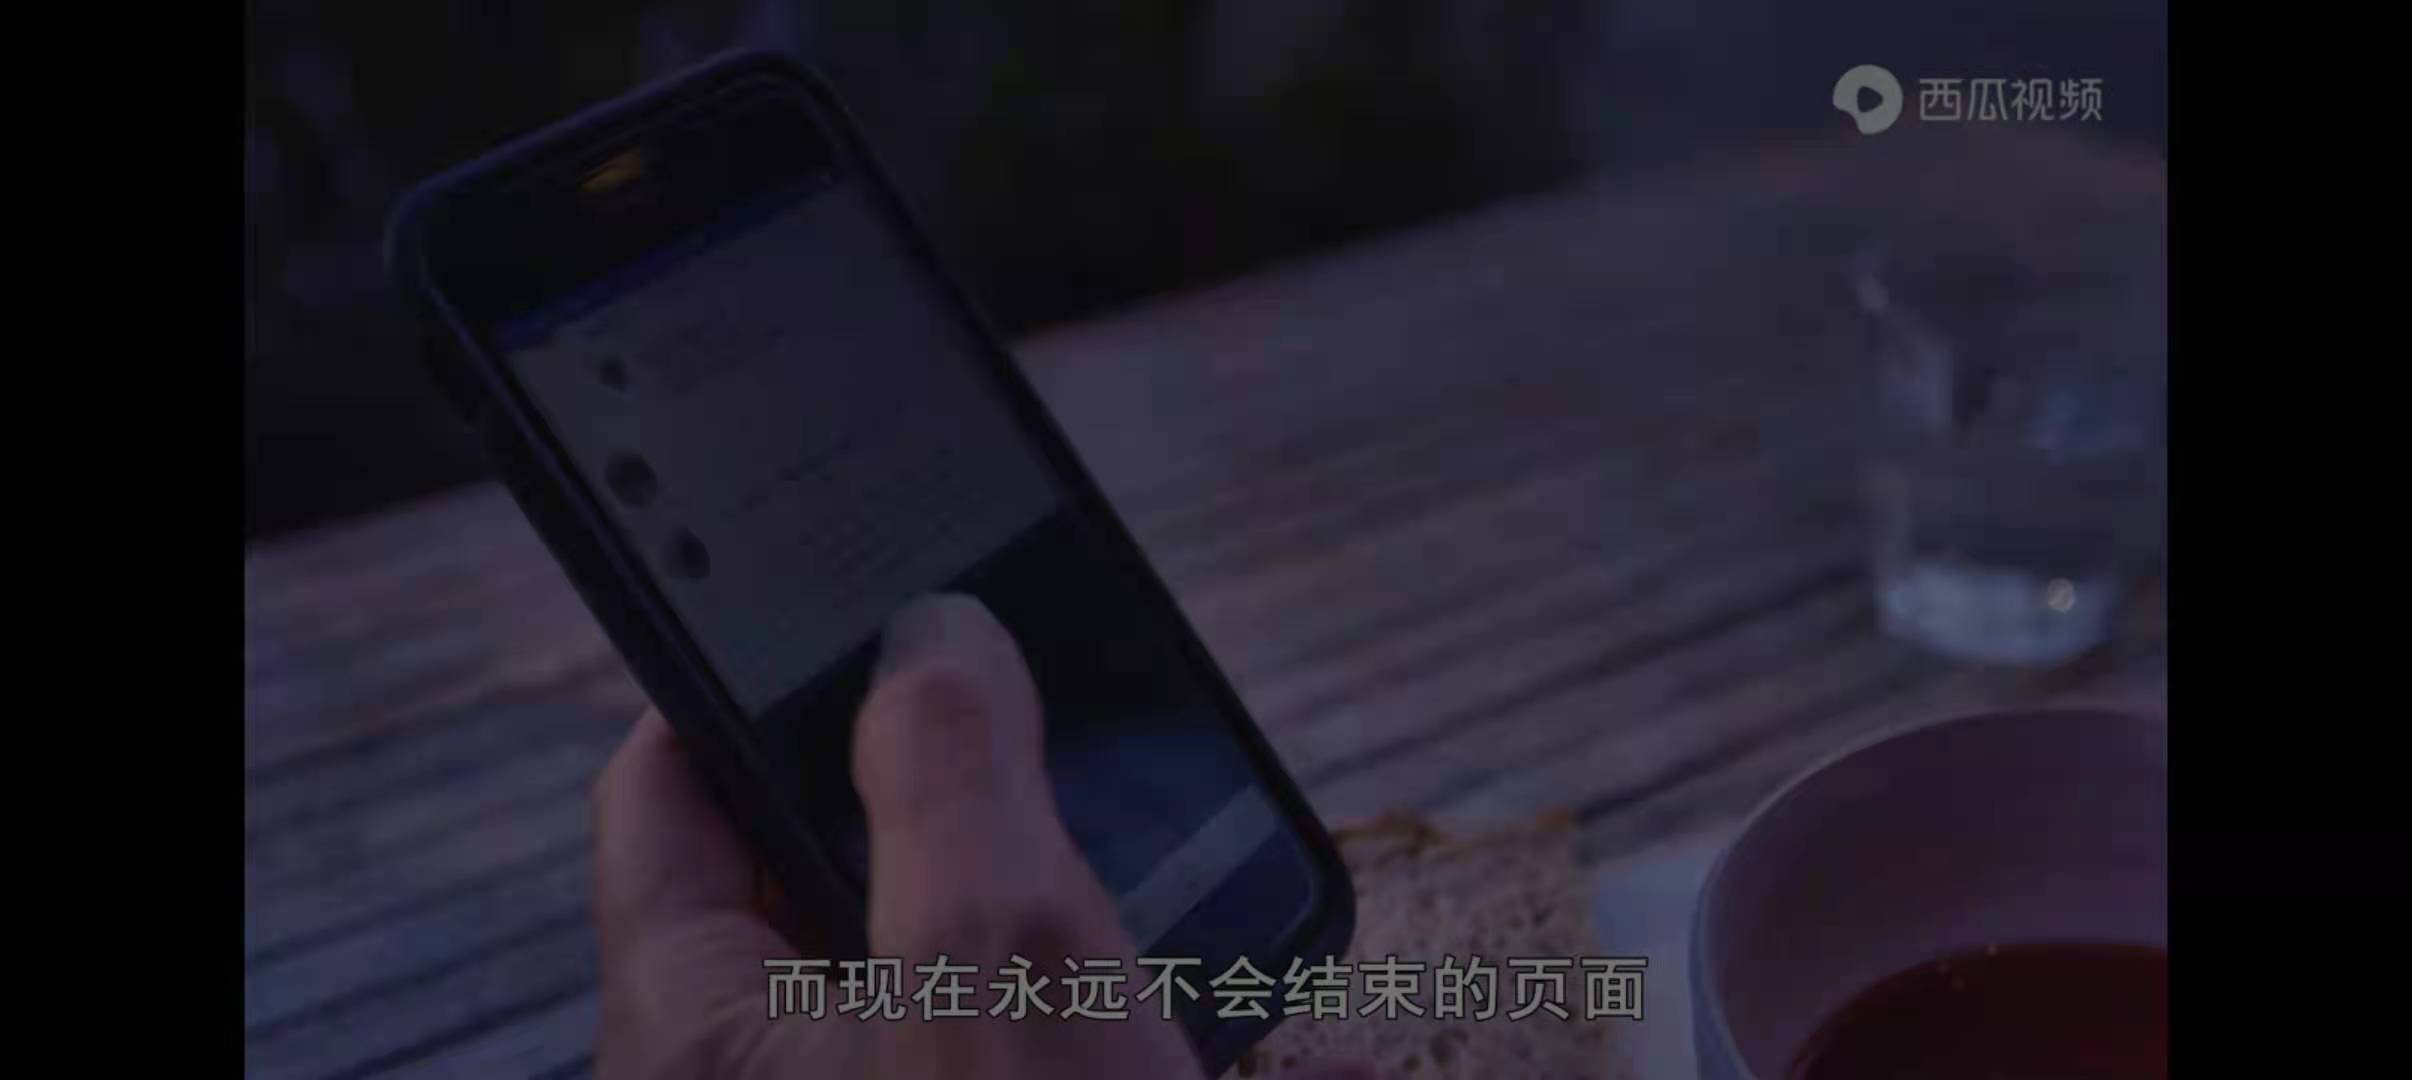 西瓜视频
而现在永远不会结束的页面